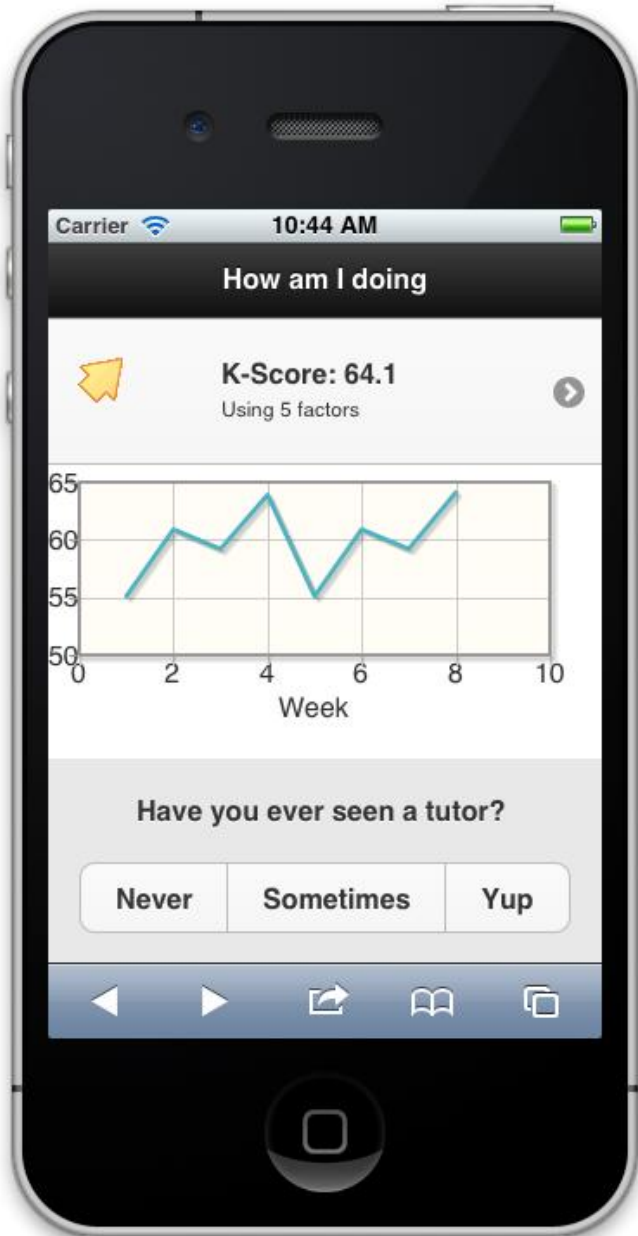 Carrier 10:44 AM
How am I doing
K-Score: 64.1
Using 5 factors
65
60
55
50
0 2 4 6 8 10
Week
Have you ever seen a tutor?
Never Sometimes Yup